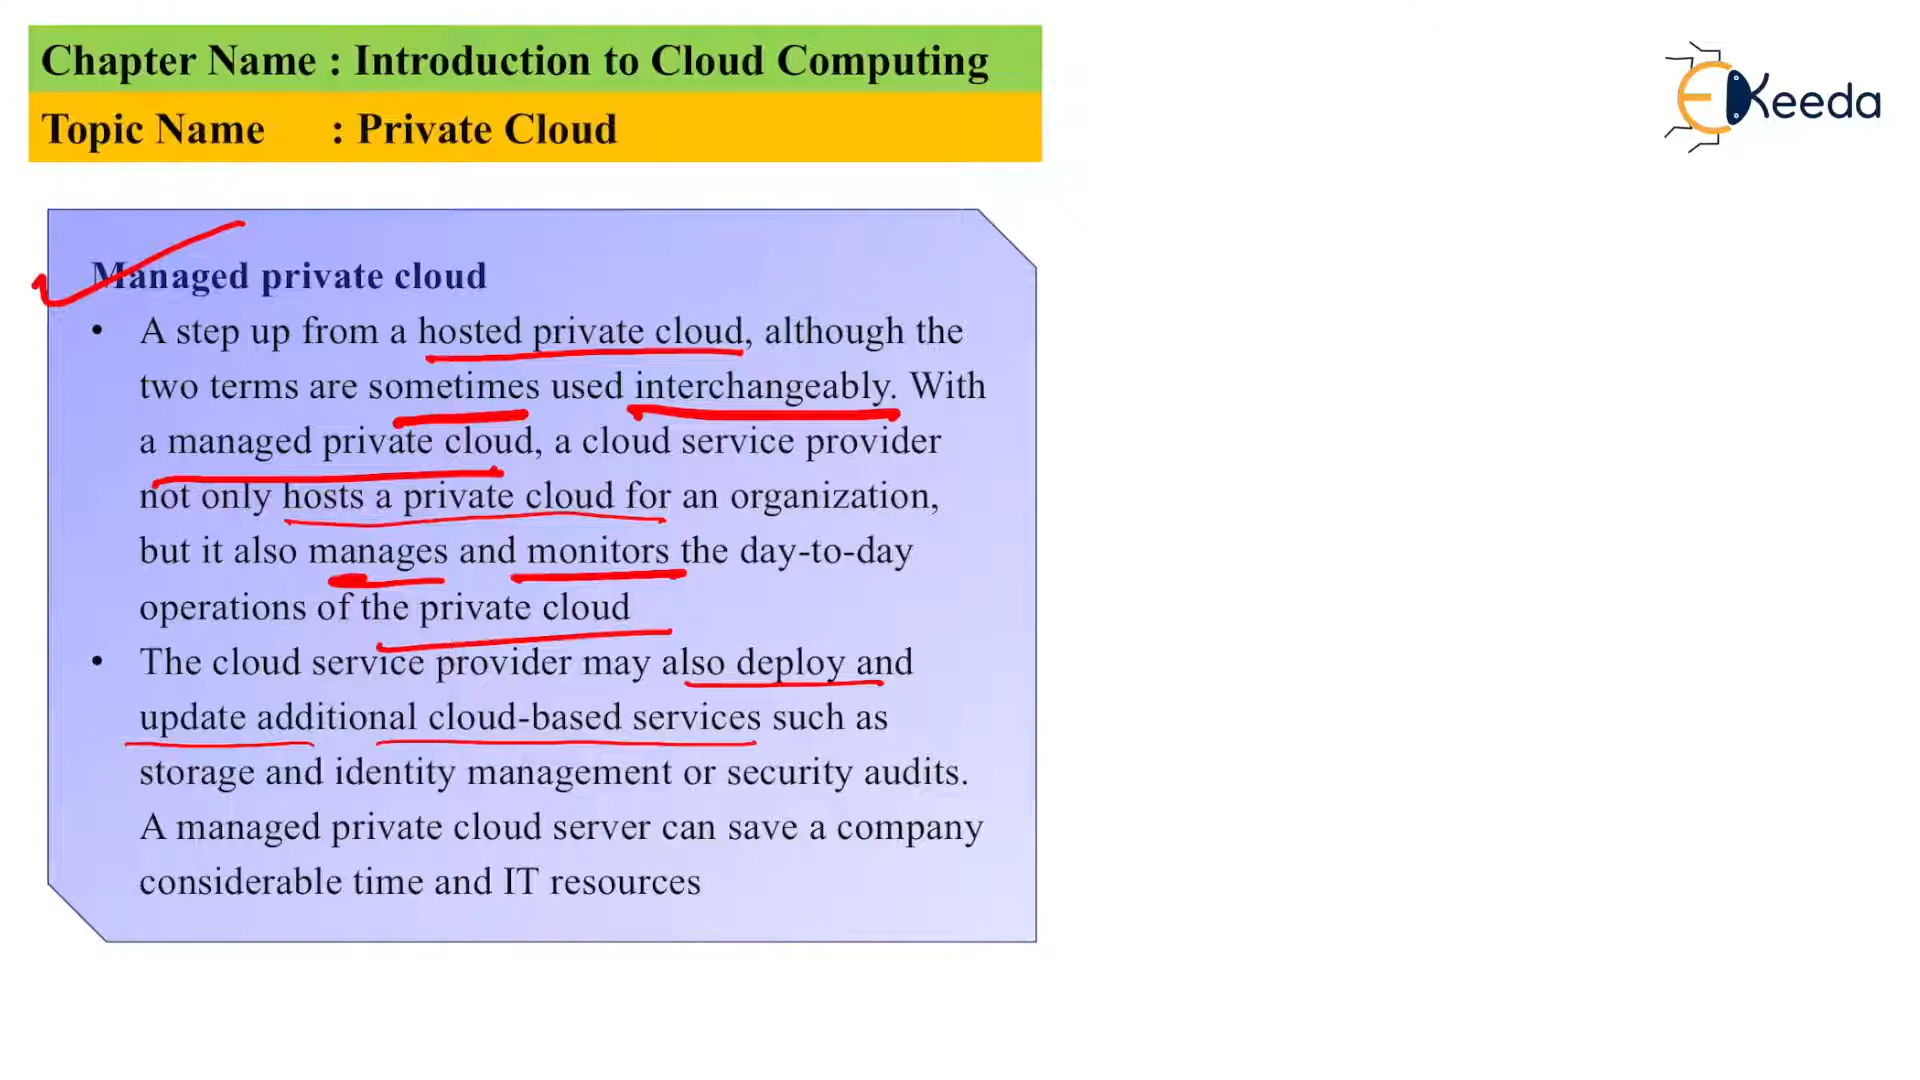 Chapter Name : Introduction to Cloud Computing
Topic Name : Private Cloud
EKeeda
Managed private cloud
• A step up from a hosted private cloud, although the
two terms are sometimes used interchangeably. With
a managed private cloud, a cloud service provider
not only hosts a private cloud for an organization,
but it also manages and monitors the day-to-day
operations of the private cloud
• The cloud service provider may also deploy and
update additional cloud-based services such as
storage and identity management or security audits.
A managed private cloud server can save a company
considerable time and IT resources